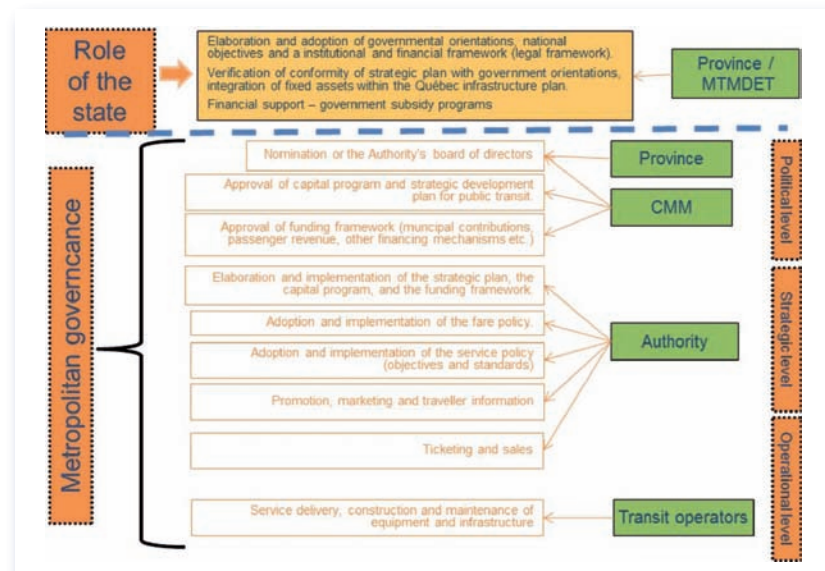 Role
of the
state
Elaboration and adoption of governmental orientations, national
objectives and a institutional and financial framework (legal framework).
Verification of conformity of strategic plan with government orientations,
integration of fixed assets within the Québec infrastructure plan.
Financial support – government subsidy programs
Province /
MTMDET
Metropolitan governcance
Nomination or the Authority's board of directors
Approval of capital program and strategic development
plan for public transit.
Approval of funding framework (muncipal contributions,
passenger revenue, other financing mechanisms etc.)
Province
CMM
Political level
Elaboration and implementation of the strategic plan, the
capital program, and the funding framework.
Adoption and implementation of the fare policy.
Adoption and implementation of the service policy
(objectives and standards)
Promotion, marketing and traveller information
Ticketing and sales
Authority
Strategic level
Service delivery, construction and maintenance of
equipment and infrastructure
Transit operators
Operational level